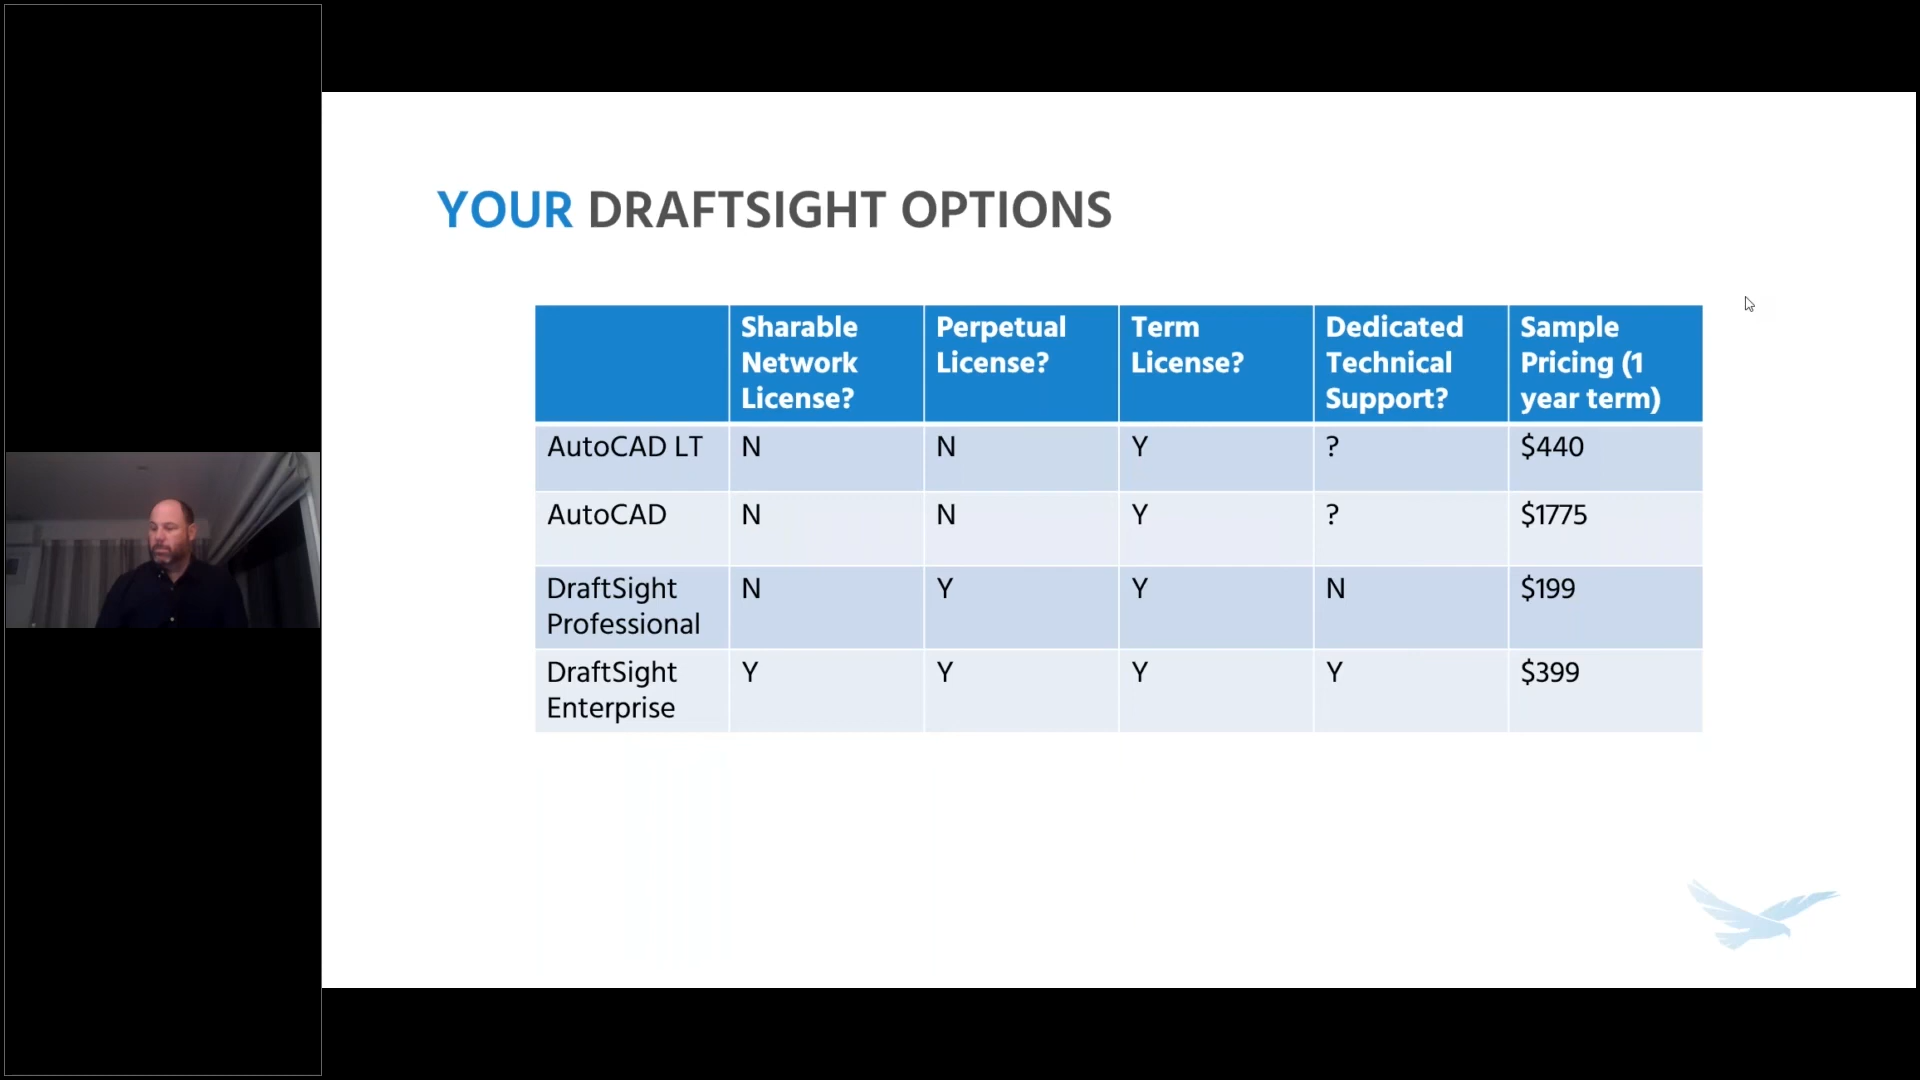 YOUR DRAFTSIGHT OPTIONS
Sharable Network License? Perpetual License? Term License? Dedicated Technical Support? Sample Pricing (1 year term)
AutoCAD LT N N Y ? $440
AutoCAD N N Y ? $1775
DraftSight Professional N Y Y N $199
DraftSight Enterprise Y Y Y Y $399